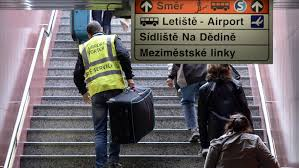 Směr
S
Letiště - Airport
Sídliště Na Dědině
Meziměstské linky